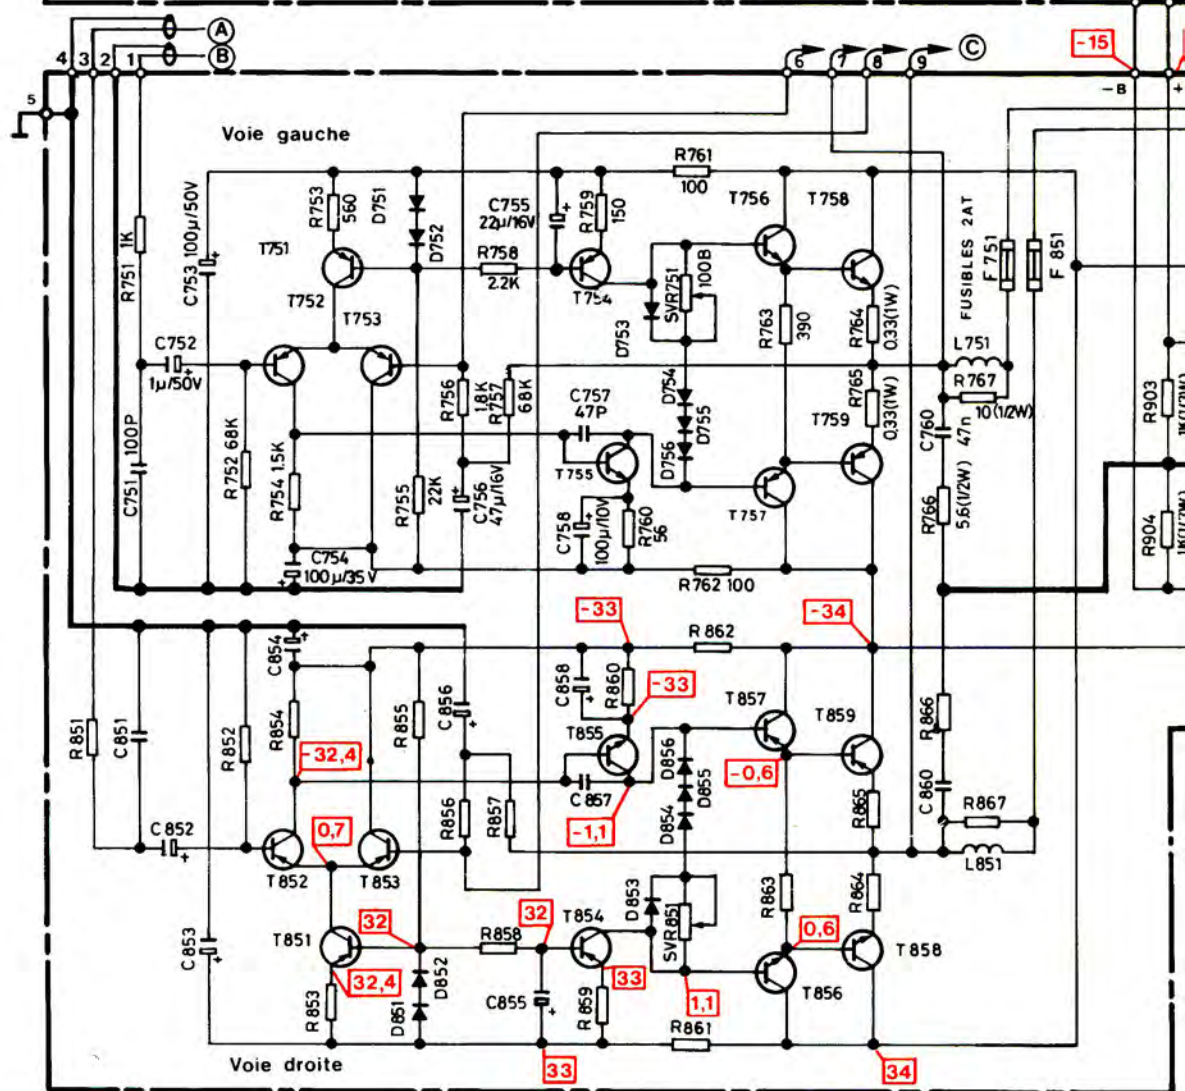 A
B
4 3 2 1
5
6 7 8 9 C
-15
-B +
Voie gauche
R751 1K
C753 100µ/50V
R753 560
D751
D752
T751
T752
T753
C755
22µ/16V
R759 150
R758
2.2K
T754
R761
100
T756
T758
SVR751 100B
D753
R763 390
R764 0,33(1W)
FUSIBLES 2AT
F 751
F 851
L751
R767
10(1/2W)
C752
1µ/50V
C751 100P
R752 68K
R754 1.5K
R755 22K
R756 1,8K
R757 68K
C756
47µ/16V
C757
47P
T755
D754
D755
D756
R765 0,33(1W)
T759
T757
C760 47n
R766 5,6(1/2W)
R903
1K(1/2W)
R904
1K(1/2W)
C754
100µ/35V
C758
100µ/10V
R760
56
R762 100
-33
-34
R862
C854
R854
R855
C856
C858
R860
-33
T855
T857
T859
R851
C851
R852
-32,4
C857
-1,1
D856
D855
D854
-0,6
R865
R866
C860
R867
L851
C852
T852
0,7
T853
R856
R857
C853
T851
32
R858
32
T854
D853
SVR851
R863
R864
0,6
T858
32,4
R853
D852
D851
C855
R859
33
1,1
T856
R861
33
34
Voie droite